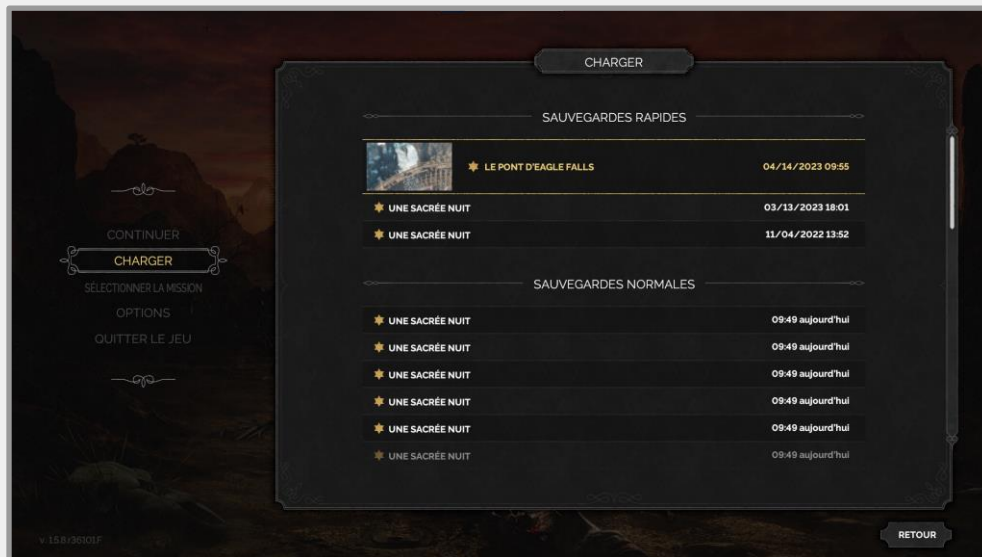 CHARGER
SAUVEGARDES RAPIDES
LE PONT D'EAGLE FALLS 04/14/2023 09:55
UNE SACRÉE NUIT 03/13/2023 18:01
UNE SACRÉE NUIT 11/04/2022 13:52
SAUVEGARDES NORMALES
UNE SACRÉE NUIT 09:49 aujourd'hui
UNE SACRÉE NUIT 09:49 aujourd'hui
UNE SACRÉE NUIT 09:49 aujourd'hui
UNE SACRÉE NUIT 09:49 aujourd'hui
UNE SACRÉE NUIT 09:49 aujourd'hui
UNE SACRÉE NUIT 09:49 aujourd'hui
CONTINUER
CHARGER
SÉLECTIONNER LA MISSION
OPTIONS
QUITTER LE JEU
v. 1.5.8.r36101.F
RETOUR